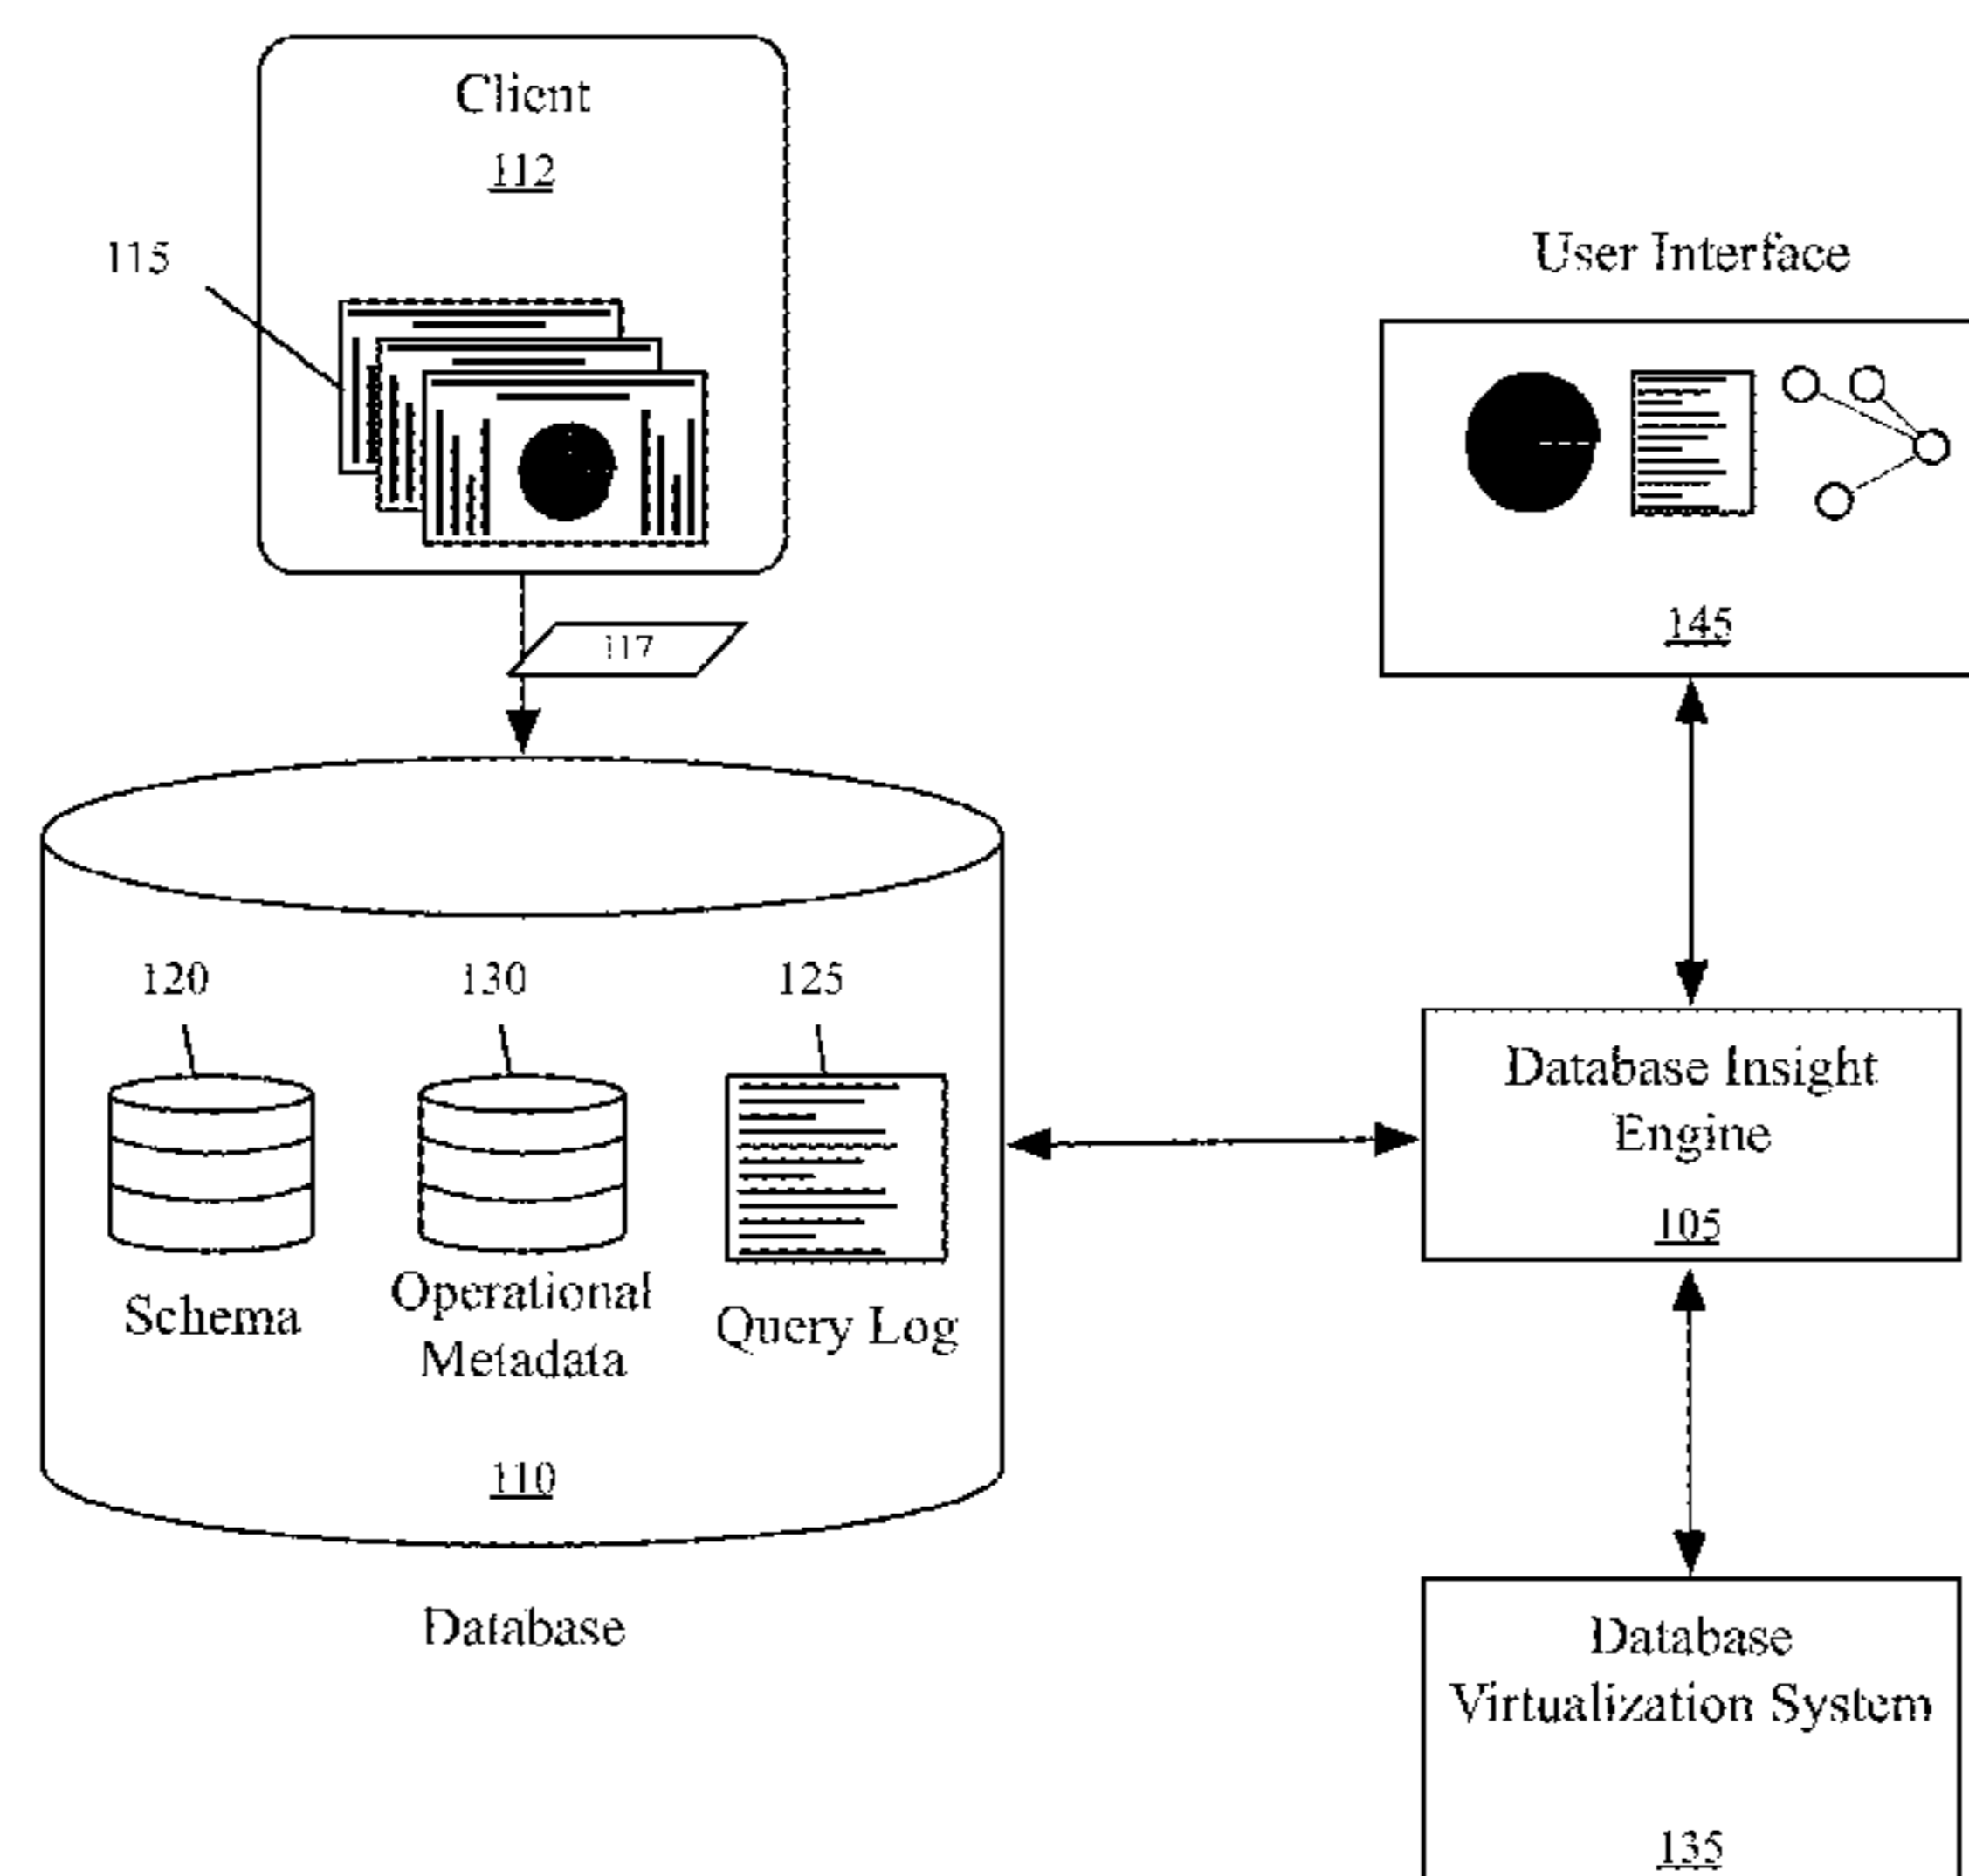 Client
112
115
117
User Interface
145
120
130
125
Schema
Operational
Metadata
Query Log
110
Database
Database Insight
Engine
105
Database
Virtualization System
135